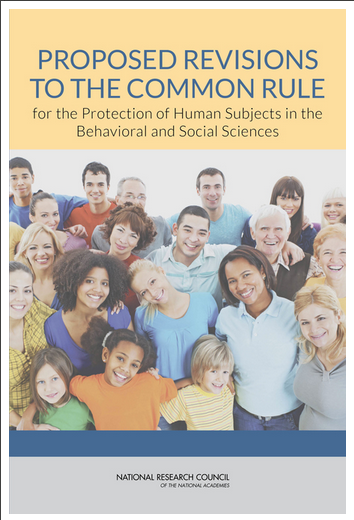 PROPOSED REVISIONS
TO THE COMMON RULE
for the Protection of Human Subjects in the
Behavioral and Social Sciences
NATIONAL RESEARCH COUNCIL
OF THE NATIONAL ACADEMIES